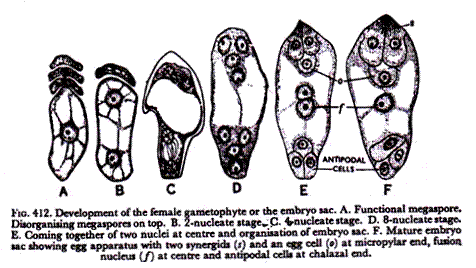 s
o
f
ANTIPODAL
CELLS
A B C D E F
FIG. 412. Development of the female gametophyte or the embryo sac. A. Functional megaspore.
Disorganising megaspores on top. B. 2-nucleate stage. C. 4-nucleate stage. D. 8-nucleate stage.
E. Coming together of two nuclei at centre and organisation of embryo sac. F. Mature embryo
sac showing egg apparatus with two synergids (s) and an egg cell (o) at micropylar end, fusion
nucleus (f) at centre and antipodal cells at chalazal end.